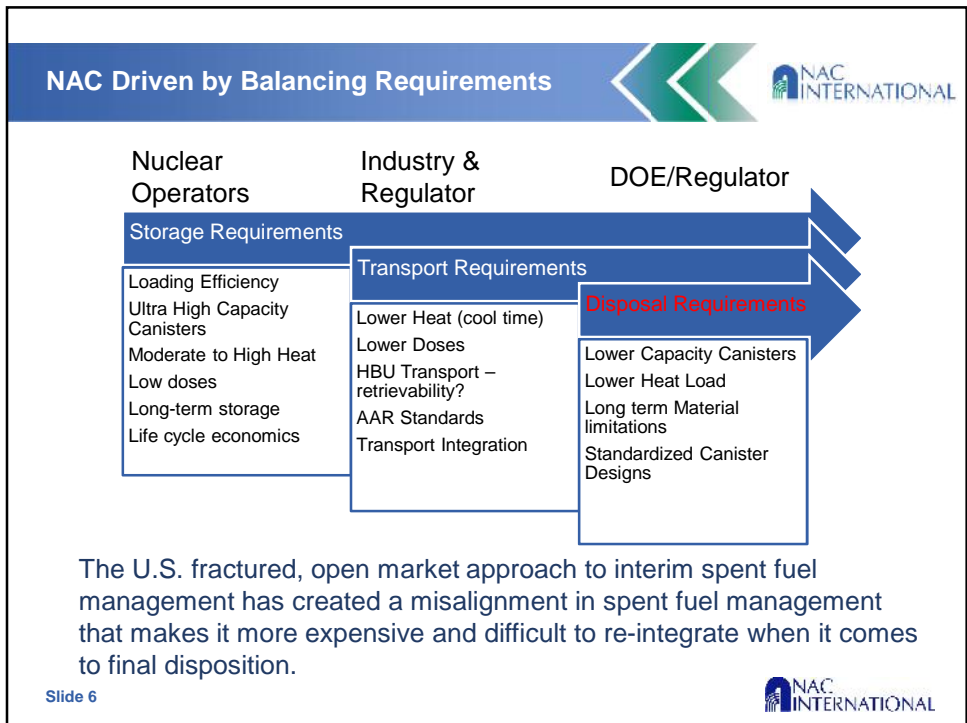 NAC Driven by Balancing Requirements
NAC
INTERNATIONAL
Nuclear
Operators
Industry &
Regulator
DOE/Regulator
Storage Requirements
Loading Efficiency
Ultra High Capacity
Canisters
Moderate to High Heat
Low doses
Long-term storage
Life cycle economics
Transport Requirements
Lower Heat (cool time)
Lower Doses
HBU Transport –
retrievability?
AAR Standards
Transport Integration
Disposal Requirements
Lower Capacity Canisters
Lower Heat Load
Long term Material
limitations
Standardized Canister
Designs
The U.S. fractured, open market approach to interim spent fuel
management has created a misalignment in spent fuel management
that makes it more expensive and difficult to re-integrate when it comes
to final disposition.
Slide 6
NAC
INTERNATIONAL